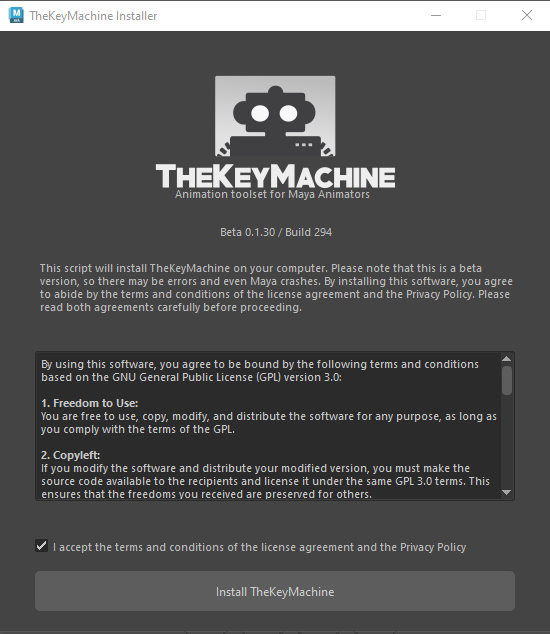 TheKeyMachine Installer
THEKEYMACHINE
Animation toolset for Maya Animators
Beta 0.1.30 / Build 294
This script will install TheKeyMachine on your computer. Please note that this is a beta
version, so there may be errors and even Maya crashes. By installing this software, you agree
to abide by the terms and conditions of the license agreement and the Privacy Policy. Please
read both agreements carefully before proceeding.
By using this software, you agree to be bound by the following terms and conditions
based on the GNU General Public License (GPL) version 3.0:
1. Freedom to Use:
You are free to use, copy, modify, and distribute the software for any purpose, as long as
you comply with the terms of the GPL.
2. Copyleft:
If you modify the software and distribute your modified version, you must make the
source code available to the recipients and license it under the same GPL 3.0 terms. This
ensures that the freedoms you received are preserved for others.
I accept the terms and conditions of the license agreement and the Privacy Policy
Install TheKeyMachine